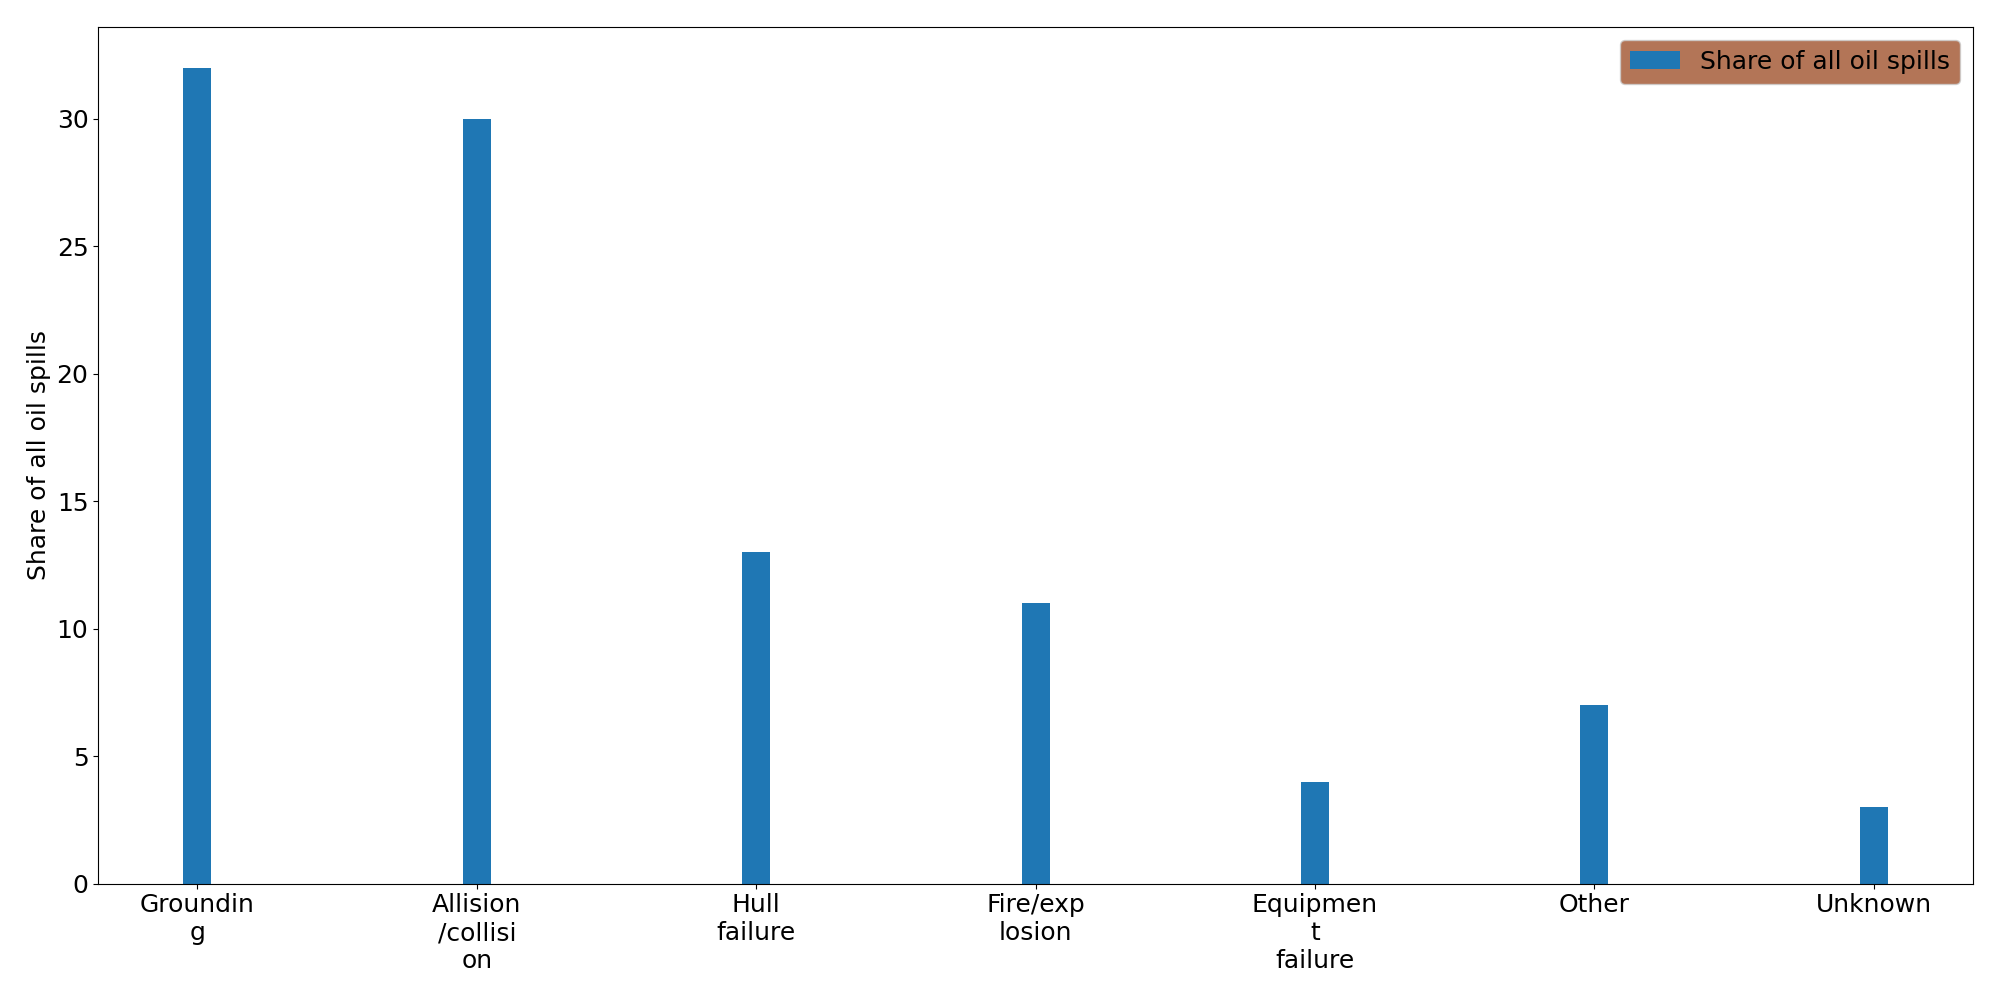 Share of all oil spills
Share of all oil spills
30
25
20
15
10
5
0
Groundin
g
Allision
/collisi
on
Hull
failure
Fire/exp
losion
Equipmen
t
failure
Other
Unknown